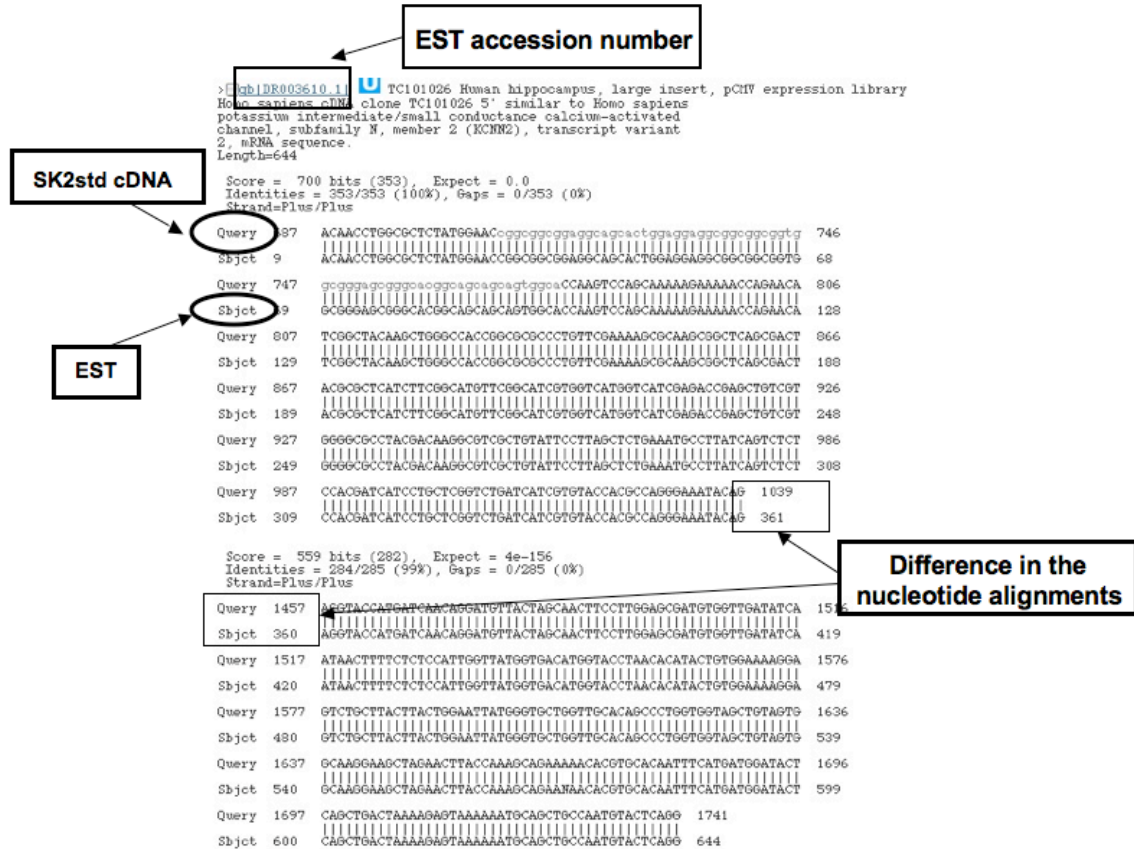 EST accession number
>gb|DR003610.1| U TC101026 Human hippocampus, large insert, pCMV expression library
Homo sapiens cDNA clone TC101026 5' similar to Homo sapiens
potassium intermediate/small conductance calcium-activated
channel, subfamily N, member 2 (KCNN2), transcript variant
2, mRNA sequence.
Length=644
SK2std cDNA
Score = 700 bits (353), Expect = 0.0
Identities = 353/353 (100%), Gaps = 0/353 (0%)
Strand=Plus/Plus
Query 687 ACAACCTGGCGCTCTATGGAACcggcggcggaggcagcactggaggaggcggcggcggtg 746
Sbjct 9 ACAACCTGGCGCTCTATGGAACCGGCGGCGGAGGCAGCACTGGAGGAGGCGGCGGCGGTG 68
Query 747 gcgggagcgggcacggcagcagcagtggcaCCAAGTCCAGCAAAAAGAAAAACCAGAACA 806
Sbjct 69 GCGGGAGCGGGCACGGCAGCAGCAGTGGCACCAAGTCCAGCAAAAAGAAAAACCAGAACA 128
EST
Query 807 TCGGCTACAAGCTGGGCCACCGGCGCGCCCTGTTCGAAAAGCGCAAGCGGCTCAGCGACT 866
Sbjct 129 TCGGCTACAAGCTGGGCCACCGGCGCGCCCTGTTCGAAAAGCGCAAGCGGCTCAGCGACT 188
Query 867 ACGCGCTCATCTTCGGCATGTTCGGCATCGTGGTCATGGTCATCGAGACCGAGCTGTCGT 926
Sbjct 189 ACGCGCTCATCTTCGGCATGTTCGGCATCGTGGTCATGGTCATCGAGACCGAGCTGTCGT 248
Query 927 GGGGCGCCTACGACAAGGCGTCGCTGTATTCCTTAGCTCTGAAATGCCTTATCAGTCTCT 986
Sbjct 249 GGGGCGCCTACGACAAGGCGTCGCTGTATTCCTTAGCTCTGAAATGCCTTATCAGTCTCT 308
Query 987 CCACGATCATCCTGCTCGGTCTGATCATCGTGTACCACGCCAGGGAAATACAG 1039
Sbjct 309 CCACGATCATCCTGCTCGGTCTGATCATCGTGTACCACGCCAGGGAAATACAG 361
Difference in the
nucleotide alignments
Score = 559 bits (282), Expect = 4e-156
Identities = 284/285 (99%), Gaps = 0/285 (0%)
Strand=Plus/Plus
Query 1457 AGGTACCATGATCAACAGGATGTTACTAGCAACTTCCTTGGAGCGATGTGGTTGATATCA 1516
Sbjct 360 AGGTACCATGATCAACAGGATGTTACTAGCAACTTCCTTGGAGCGATGTGGTTGATATCA 419
Query 1517 ATAACTTTTCTCTCCATTGGTTATGGTGACATGGTACCTAACACATACTGTGGAAAAGGA 1576
Sbjct 420 ATAACTTTTCTCTCCATTGGTTATGGTGACATGGTACCTAACACATACTGTGGAAAAGGA 479
Query 1577 GTCTGCTTACTTACTGGAATTATGGGTGCTGGTTGCACAGCCCTGGTGGTAGCTGTAGTG 1636
Sbjct 480 GTCTGCTTACTTACTGGAATTATGGGTGCTGGTTGCACAGCCCTGGTGGTAGCTGTAGTG 539
Query 1637 GCAAGGAAGCTAGAACTTACCAAAGCAGAAAAACACGTGCACAATTTCATGATGGATACT 1696
Sbjct 540 GCAAGGAAGCTAGAACTTACCAAAGCAGAANAACACGTGCACAATTTCATGATGGATACT 599
Query 1697 CAGCTGACTAAAAGAGTAAAAAATGCAGCTGCCAATGTACTCAGG 1741
Sbjct 600 CAGCTGACTAAAAGAGTAAAAAATGCAGCTGCCAATGTACTCAGG 644